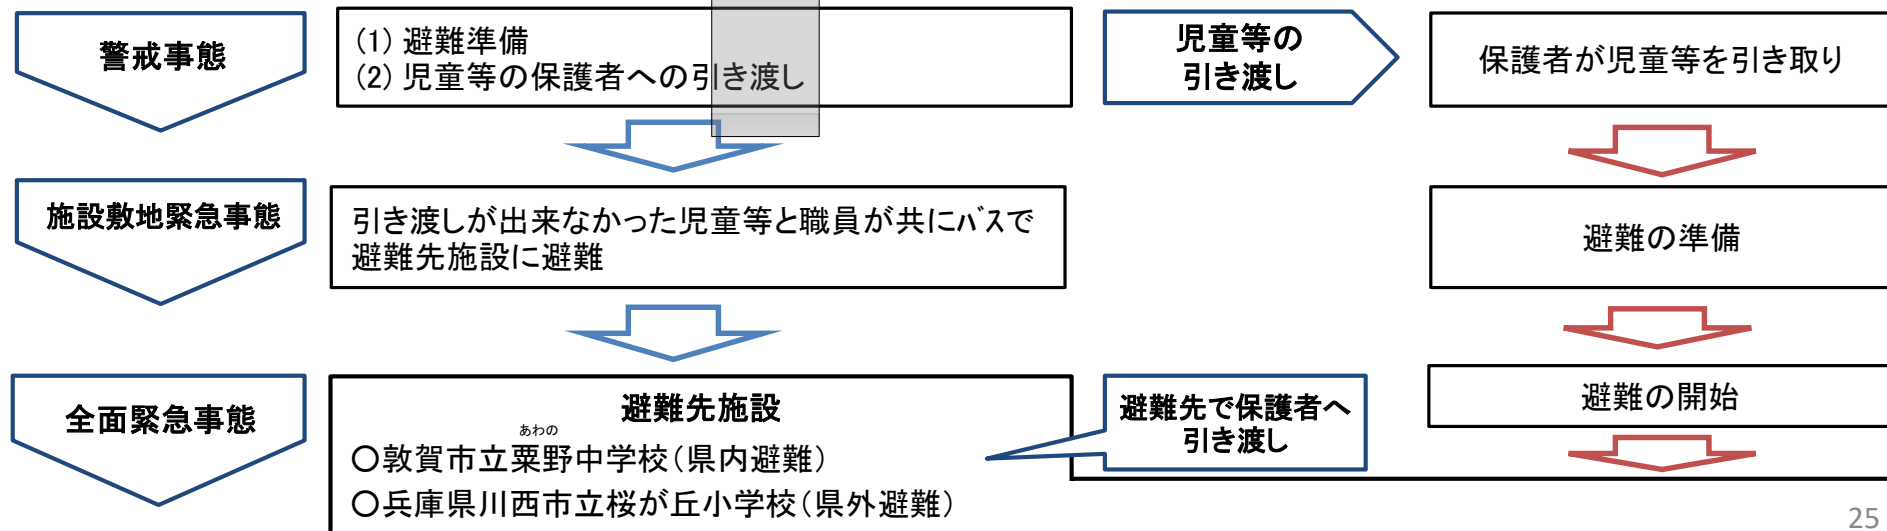 警戒事態
(1) 避難準備
(2) 児童等の保護者への引き渡し
児童等の
引き渡し
保護者が児童等を引き取り
施設敷地緊急事態
引き渡しが出来なかった児童等と職員が共にバスで
避難先施設に避難
避難の準備
全面緊急事態
避難先施設
あわの
〇敦賀市立粟野中学校(県内避難)
〇兵庫県川西市立桜が丘小学校(県外避難)
避難先で保護者へ
引き渡し
避難の開始
25